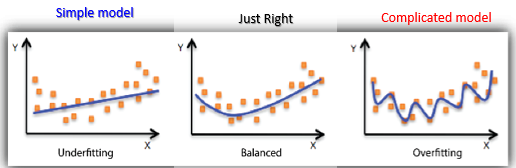 Simple model
Just Right
Complicated model
Y
X
Underfitting
Y
X
Balanced
Y
X
Overfitting